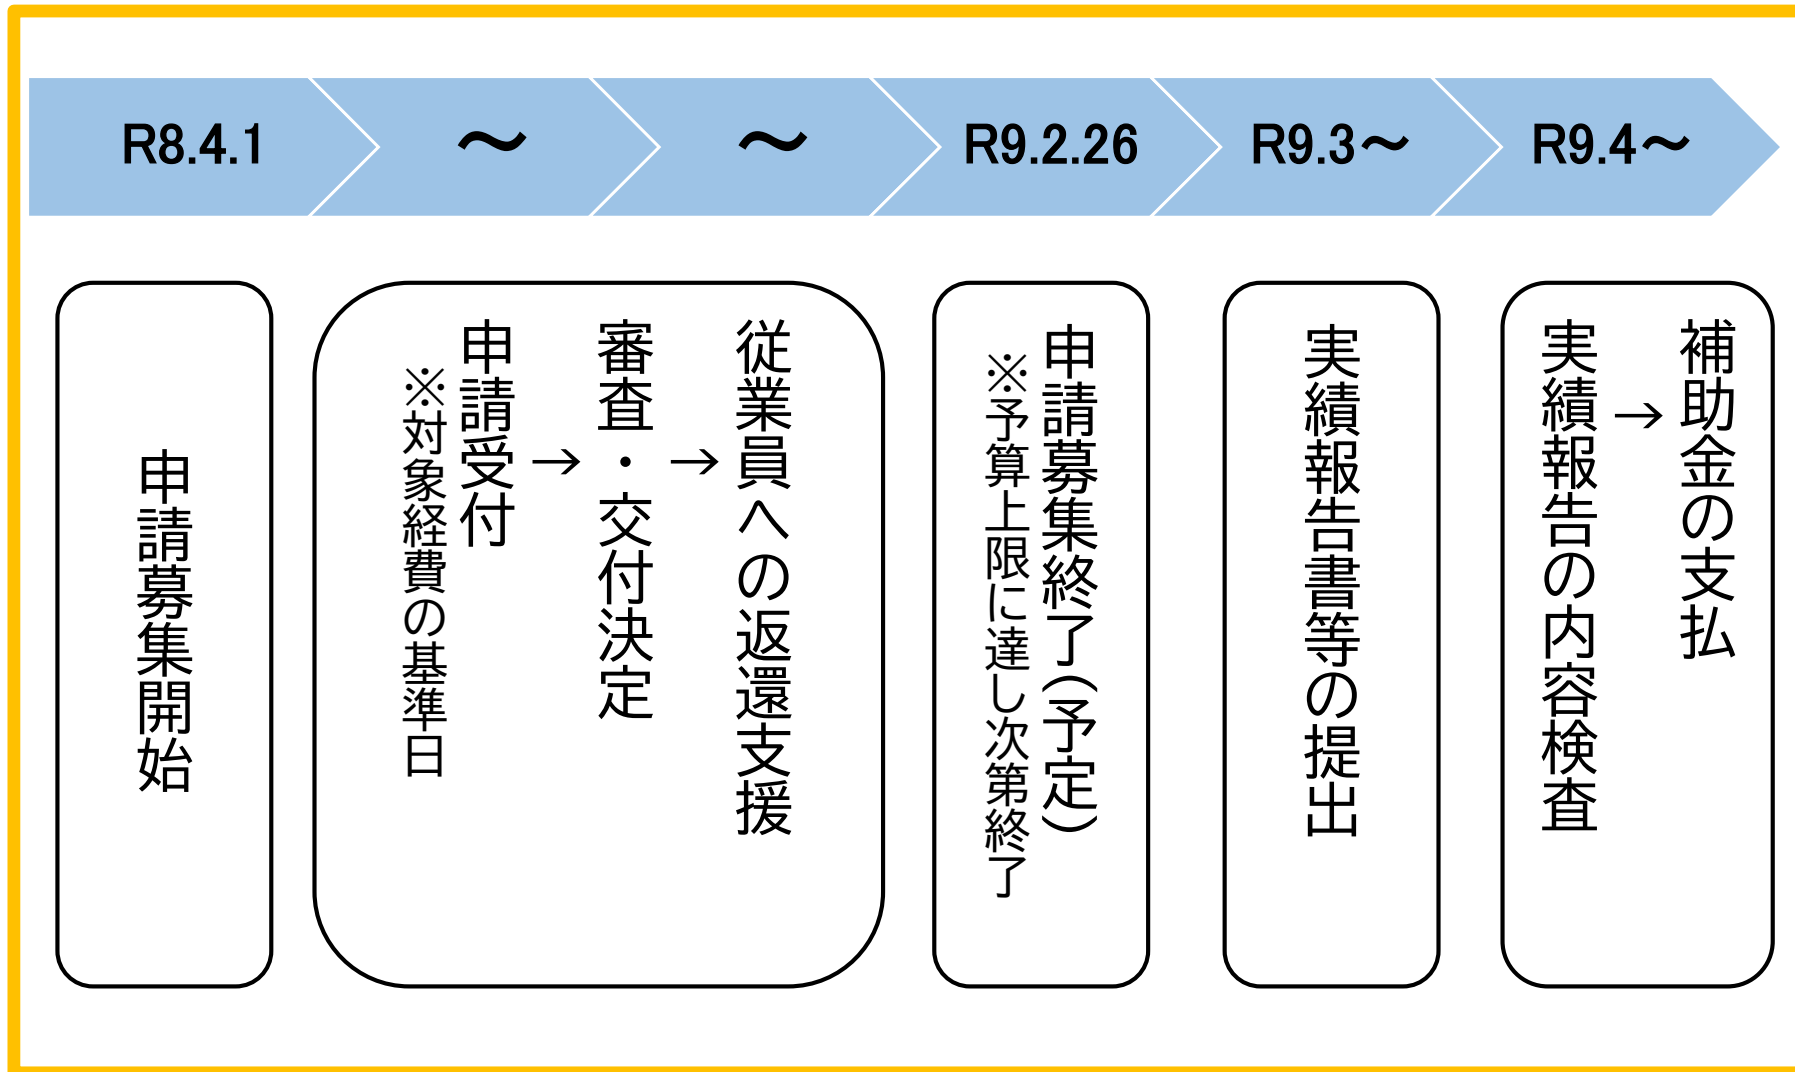 R8.4.1
～
～
R9.2.26
R9.3～
R9.4～
申請募集開始
申請受付
※対象経費の基準日
→
審査・交付決定
→
従業員への返還支援
申請募集終了(予定)
※予算上限に達し次第終了
実績報告書等の提出
実績報告の内容検査
→
補助金の支払